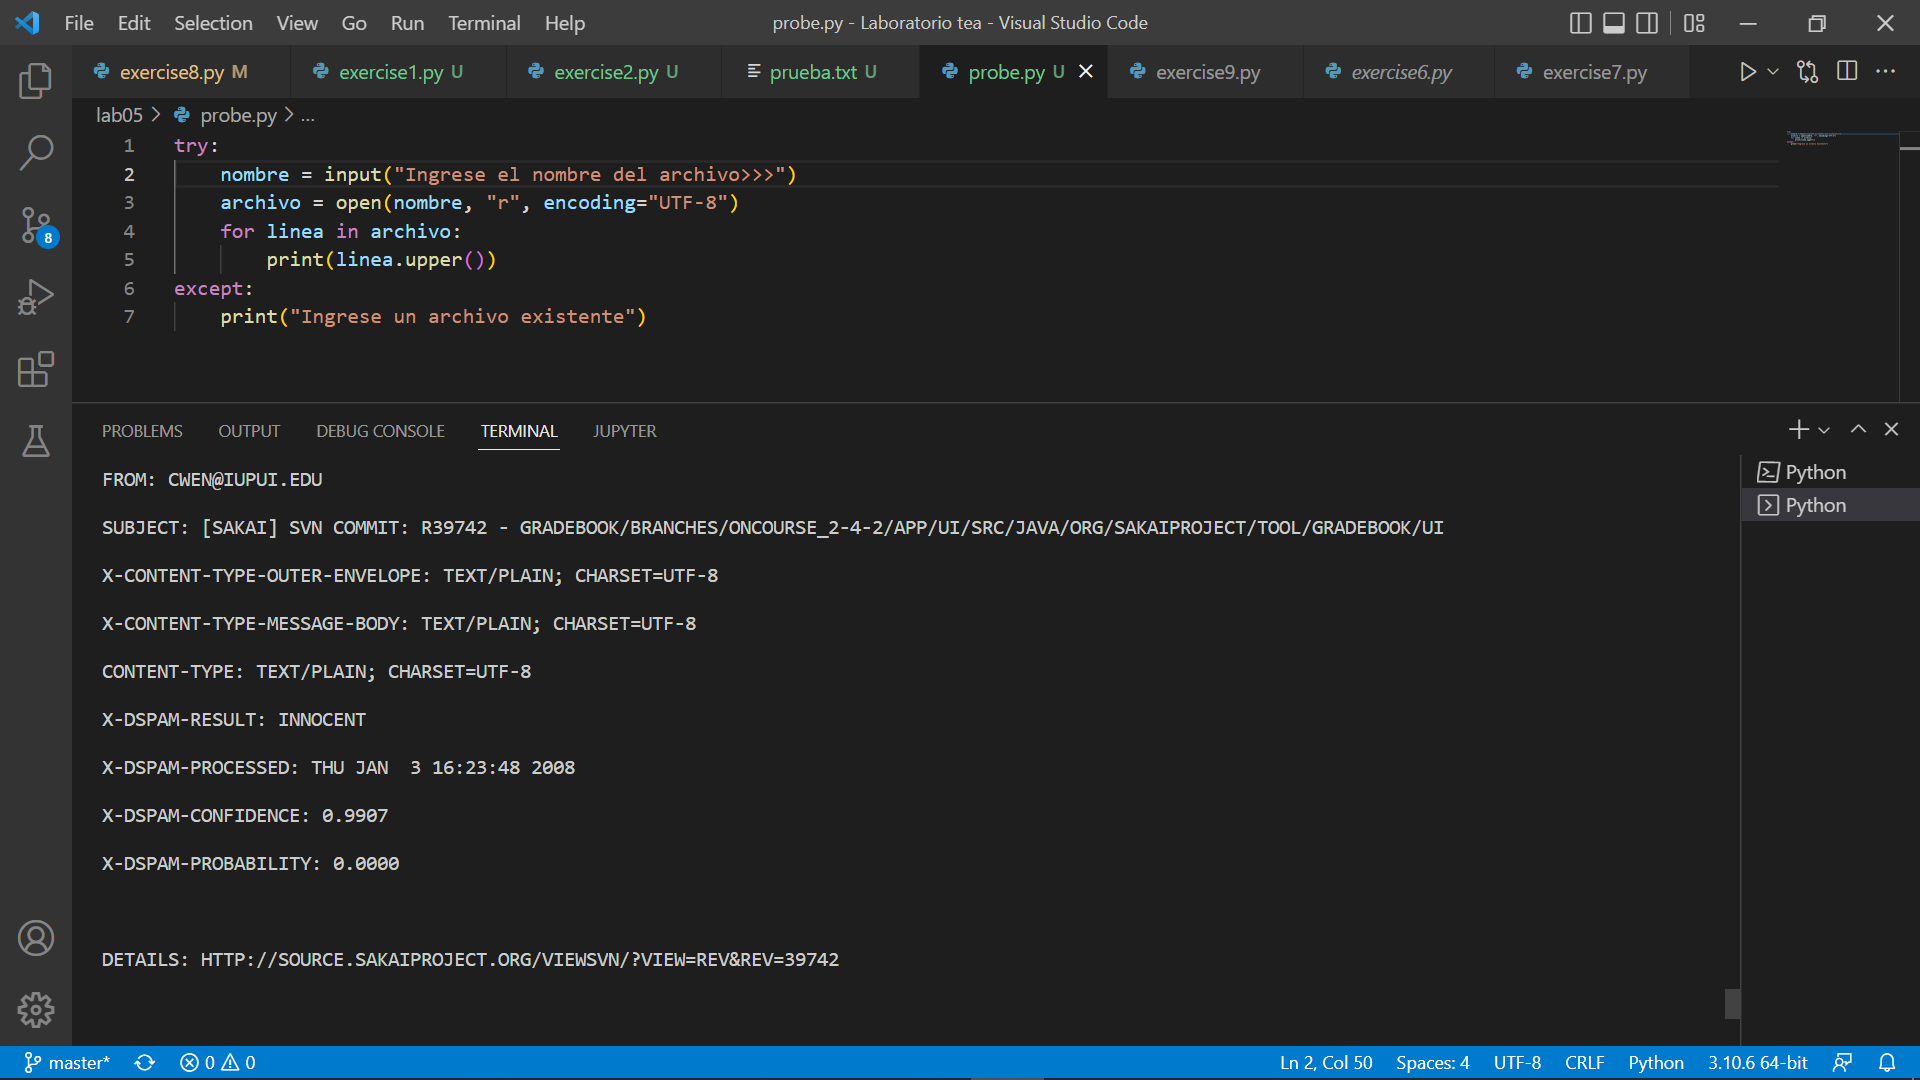 File Edit Selection View Go Run Terminal Help probe.py - Laboratorio tea - Visual Studio Code
exercise8.py M exercise1.py U exercise2.py U prueba.txt U probe.py U exercise9.py exercise6.py exercise7.py
lab05 > probe.py > ...
1 try:
2 nombre = input("Ingrese el nombre del archivo>>>")
3 archivo = open(nombre, "r", encoding="UTF-8")
4 for linea in archivo:
5 print(linea.upper())
6 except:
7 print("Ingrese un archivo existente")
8
PROBLEMS OUTPUT DEBUG CONSOLE TERMINAL JUPYTER
FROM: CWEN@IUPUI.EDU
SUBJECT: [SAKAI] SVN COMMIT: R39742 - GRADEBOOK/BRANCHES/ONCOURSE_2-4-2/APP/UI/SRC/JAVA/ORG/SAKAIPROJECT/TOOL/GRADEBOOK/UI
X-CONTENT-TYPE-OUTER-ENVELOPE: TEXT/PLAIN; CHARSET=UTF-8
X-CONTENT-TYPE-MESSAGE-BODY: TEXT/PLAIN; CHARSET=UTF-8
CONTENT-TYPE: TEXT/PLAIN; CHARSET=UTF-8
X-DSPAM-RESULT: INNOCENT
X-DSPAM-PROCESSED: THU JAN  3 16:23:48 2008
X-DSPAM-CONFIDENCE: 0.9907
X-DSPAM-PROBABILITY: 0.0000
DETAILS: HTTP://SOURCE.SAKAIPROJECT.ORG/VIEWSVN/?VIEW=REV&REV=39742
Python
Python
master* 0 0 Ln 2, Col 50 Spaces: 4 UTF-8 CRLF Python 3.10.6 64-bit